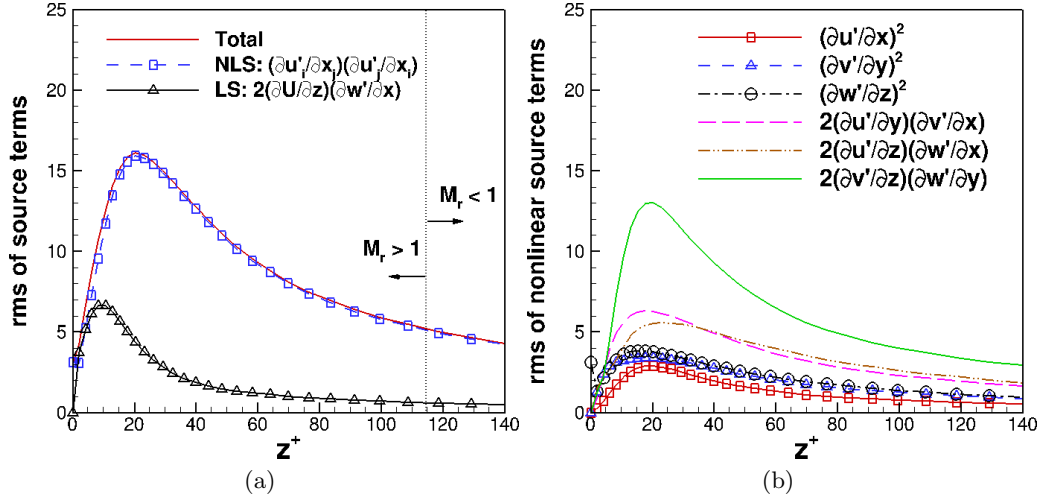 rms of source terms
25
20
15
10
5
0
Total
NLS: (∂u'ᵢ/∂xⱼ)(∂u'ⱼ/∂xᵢ)
LS: 2(∂U/∂z)(∂w'/∂x)
Mᵣ < 1
Mᵣ > 1
0 20 40 60 80 100 120 140
z⁺
(a)
rms of nonlinear source terms
25
20
15
10
5
0
(∂u'/∂x)²
(∂v'/∂y)²
(∂w'/∂z)²
2(∂u'/∂y)(∂v'/∂x)
2(∂u'/∂z)(∂w'/∂x)
2(∂v'/∂z)(∂w'/∂y)
0 20 40 60 80 100 120 140
z⁺
(b)